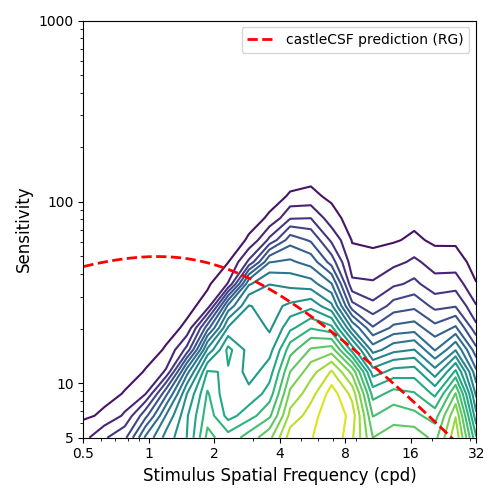 1000
castleCSF prediction (RG)
100
Sensitivity
10
5
0.5 1 2 4 8 16 32
Stimulus Spatial Frequency (cpd)